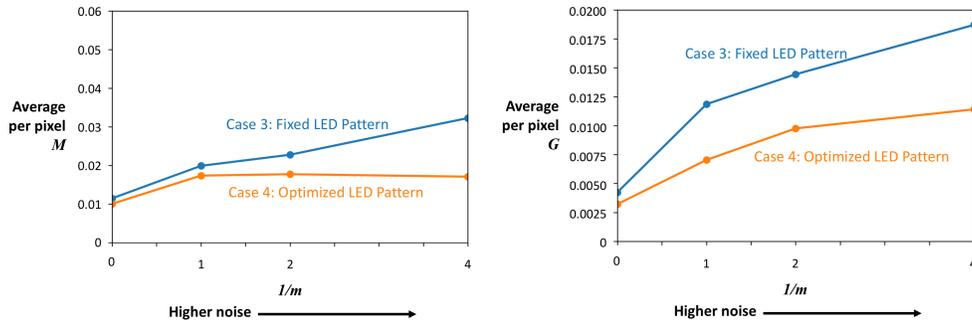 0.06
0.05
0.04
0.03
0.02
0.01
0
Average
per pixel
M
Case 3: Fixed LED Pattern
Case 4: Optimized LED Pattern
0 1 2 4
1/m
Higher noise
0.0200
0.0175
0.0150
0.0125
0.0100
0.0075
0.0050
0.0025
0
Average
per pixel
G
Case 3: Fixed LED Pattern
Case 4: Optimized LED Pattern
0 1 2 4
1/m
Higher noise